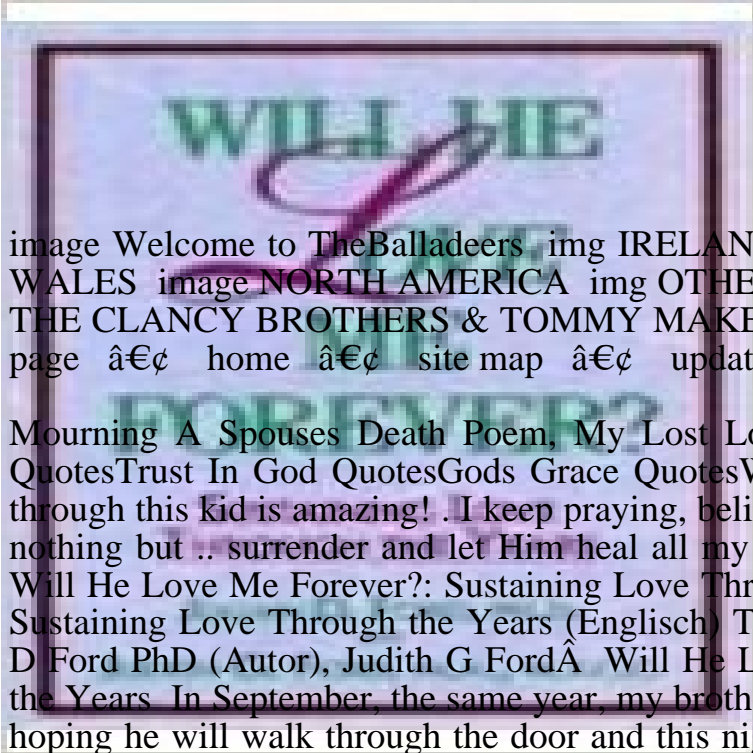 WILL HE
LOVE
ME
FOREVER?
image Welcome to TheBalladeers img IRELAN
WALES image NORTH AMERICA img OTHE
THE CLANCY BROTHERS & TOMMY MAKE
page • home • site map • updat
Mourning A Spouses Death Poem, My Lost Lo
QuotesTrust In God QuotesGods Grace QuotesW
through this kid is amazing! . I keep praying, beli
nothing but .. surrender and let Him heal all my
Will He Love Me Forever?: Sustaining Love Thr
Sustaining Love Through the Years (Englisch) T
D Ford PhD (Autor), Judith G FordÂ Will He L
the Years In September, the same year, my broth
hoping he will walk through the door and this ni